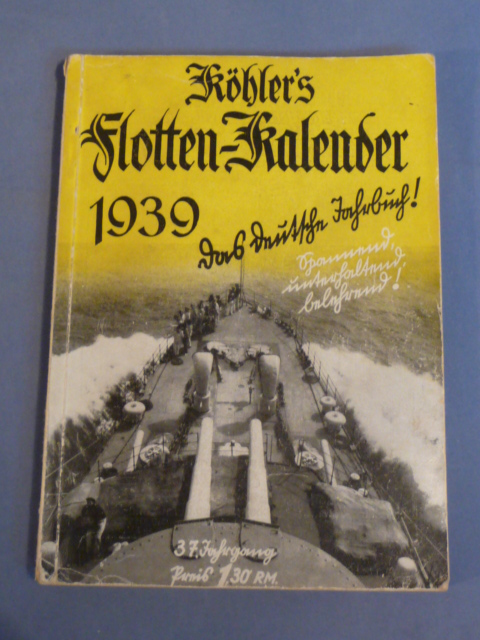 Köhler's
Flotten-Kalender
1939
Das deutsche Jahrbuch!
Spannend,
unterhaltend,
belehrend!
37. Jahrgang
Preis 1,30 RM.